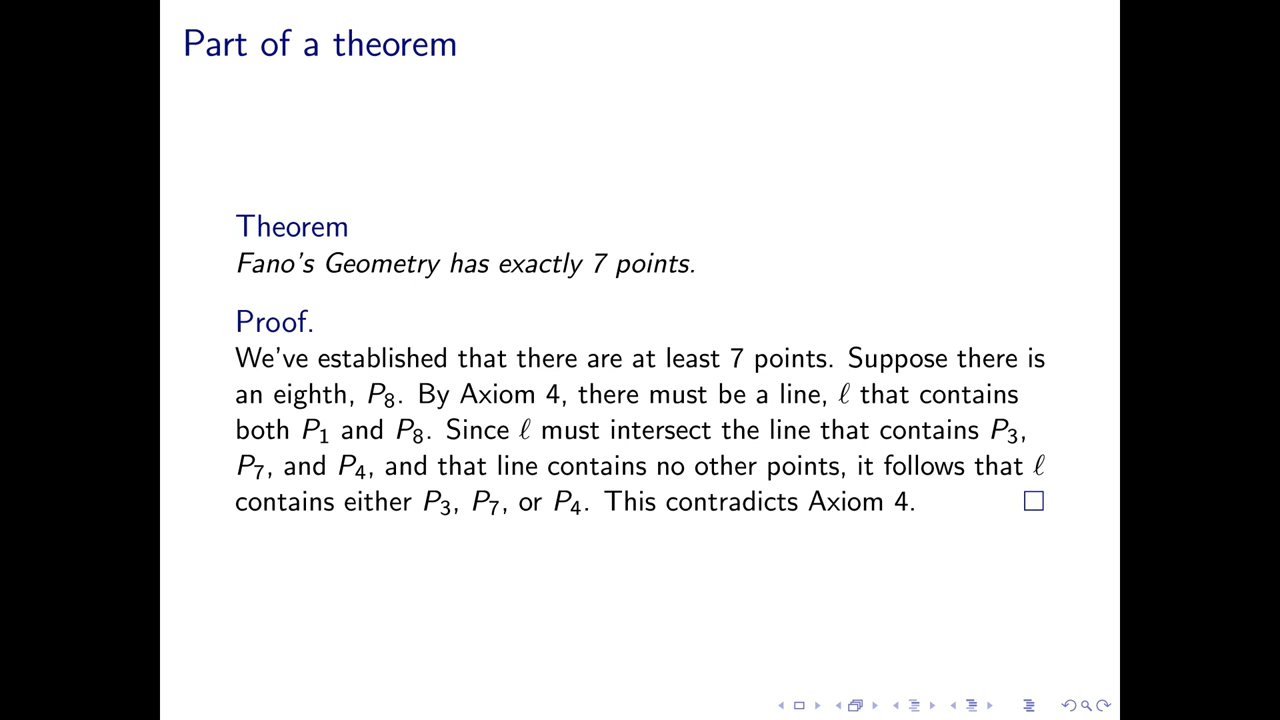 Part of a theorem
Theorem
Fano's Geometry has exactly 7 points.
Proof.
We've established that there are at least 7 points. Suppose there is
an eighth, P₈. By Axiom 4, there must be a line, ℓ that contains
both P₁ and P₈. Since ℓ must intersect the line that contains P₃,
P₇, and P₄, and that line contains no other points, it follows that ℓ
contains either P₃, P₇, or P₄. This contradicts Axiom 4. □